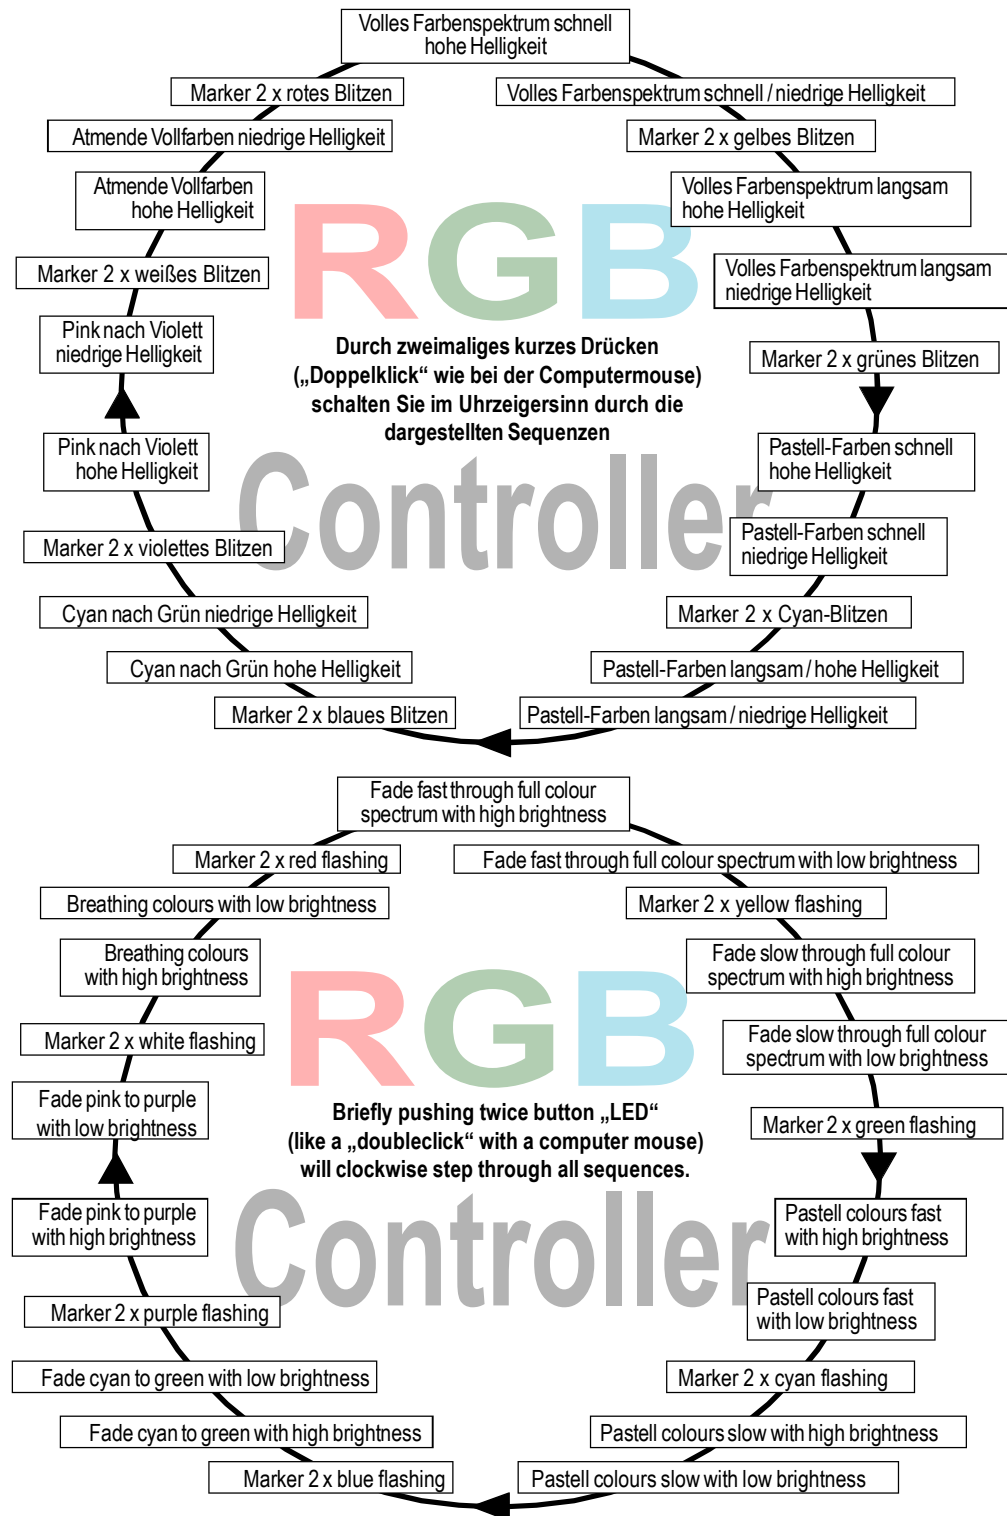 Volles Farbenspektrum schnell
hohe Helligkeit
Marker 2 x rotes Blitzen
Volles Farbenspektrum schnell / niedrige Helligkeit
Atmende Vollfarben niedrige Helligkeit
Marker 2 x gelbes Blitzen
Atmende Vollfarben
hohe Helligkeit
Volles Farbenspektrum langsam
hohe Helligkeit
RGB
Marker 2 x weißes Blitzen
Volles Farbenspektrum langsam
niedrige Helligkeit
Pink nach Violett
niedrige Helligkeit
Durch zweimaliges kurzes Drücken
(„Doppelklick“ wie bei der Computermouse)
schalten Sie im Uhrzeigersinn durch die
dargestellten Sequenzen
Marker 2 x grünes Blitzen
Pink nach Violett
hohe Helligkeit
Pastell-Farben schnell
hohe Helligkeit
Controller
Marker 2 x violettes Blitzen
Pastell-Farben schnell
niedrige Helligkeit
Cyan nach Grün niedrige Helligkeit
Marker 2 x Cyan-Blitzen
Cyan nach Grün hohe Helligkeit
Pastell-Farben langsam / hohe Helligkeit
Marker 2 x blaues Blitzen
Pastell-Farben langsam / niedrige Helligkeit
Fade fast through full colour
spectrum with high brightness
Marker 2 x red flashing
Fade fast through full colour spectrum with low brightness
Breathing colours with low brightness
Marker 2 x yellow flashing
Breathing colours
with high brightness
Fade slow through full colour
spectrum with high brightness
RGB
Marker 2 x white flashing
Fade slow through full colour
spectrum with low brightness
Fade pink to purple
with low brightness
Briefly pushing twice button „LED“
(like a „doubleclick“ with a computer mouse)
will clockwise step through all sequences.
Marker 2 x green flashing
Fade pink to purple
with high brightness
Pastell colours fast
with high brightness
Controller
Marker 2 x purple flashing
Pastell colours fast
with low brightness
Fade cyan to green with low brightness
Marker 2 x cyan flashing
Fade cyan to green with high brightness
Pastell colours slow with high brightness
Marker 2 x blue flashing
Pastell colours slow with low brightness